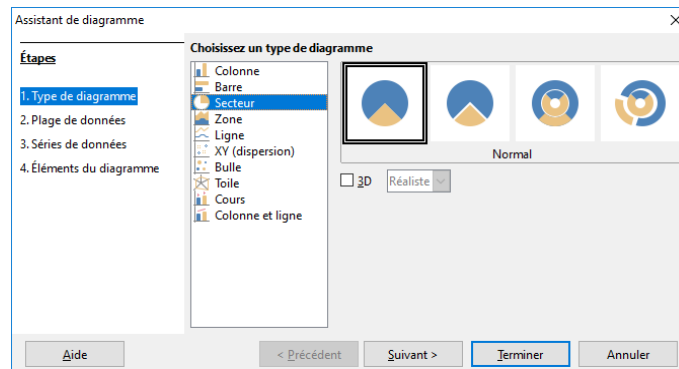 Assistant de diagramme
Étapes
1. Type de diagramme
2. Plage de données
3. Séries de données
4. Éléments du diagramme
Choisissez un type de diagramme
Colonne
Barre
Secteur
Zone
Ligne
XY (dispersion)
Bulle
Toile
Cours
Colonne et ligne
Normal
3D Réaliste
Aide < Précédent Suivant > Terminer Annuler